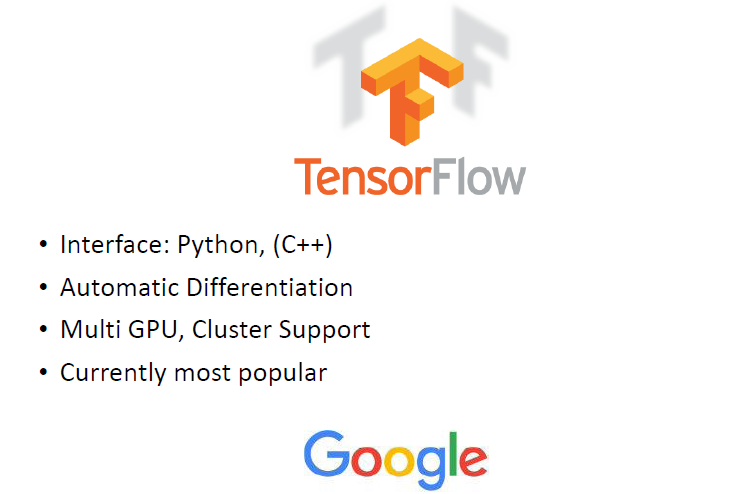 TensorFlow
• Interface: Python, (C++)
• Automatic Differentiation
• Multi GPU, Cluster Support
• Currently most popular
Google